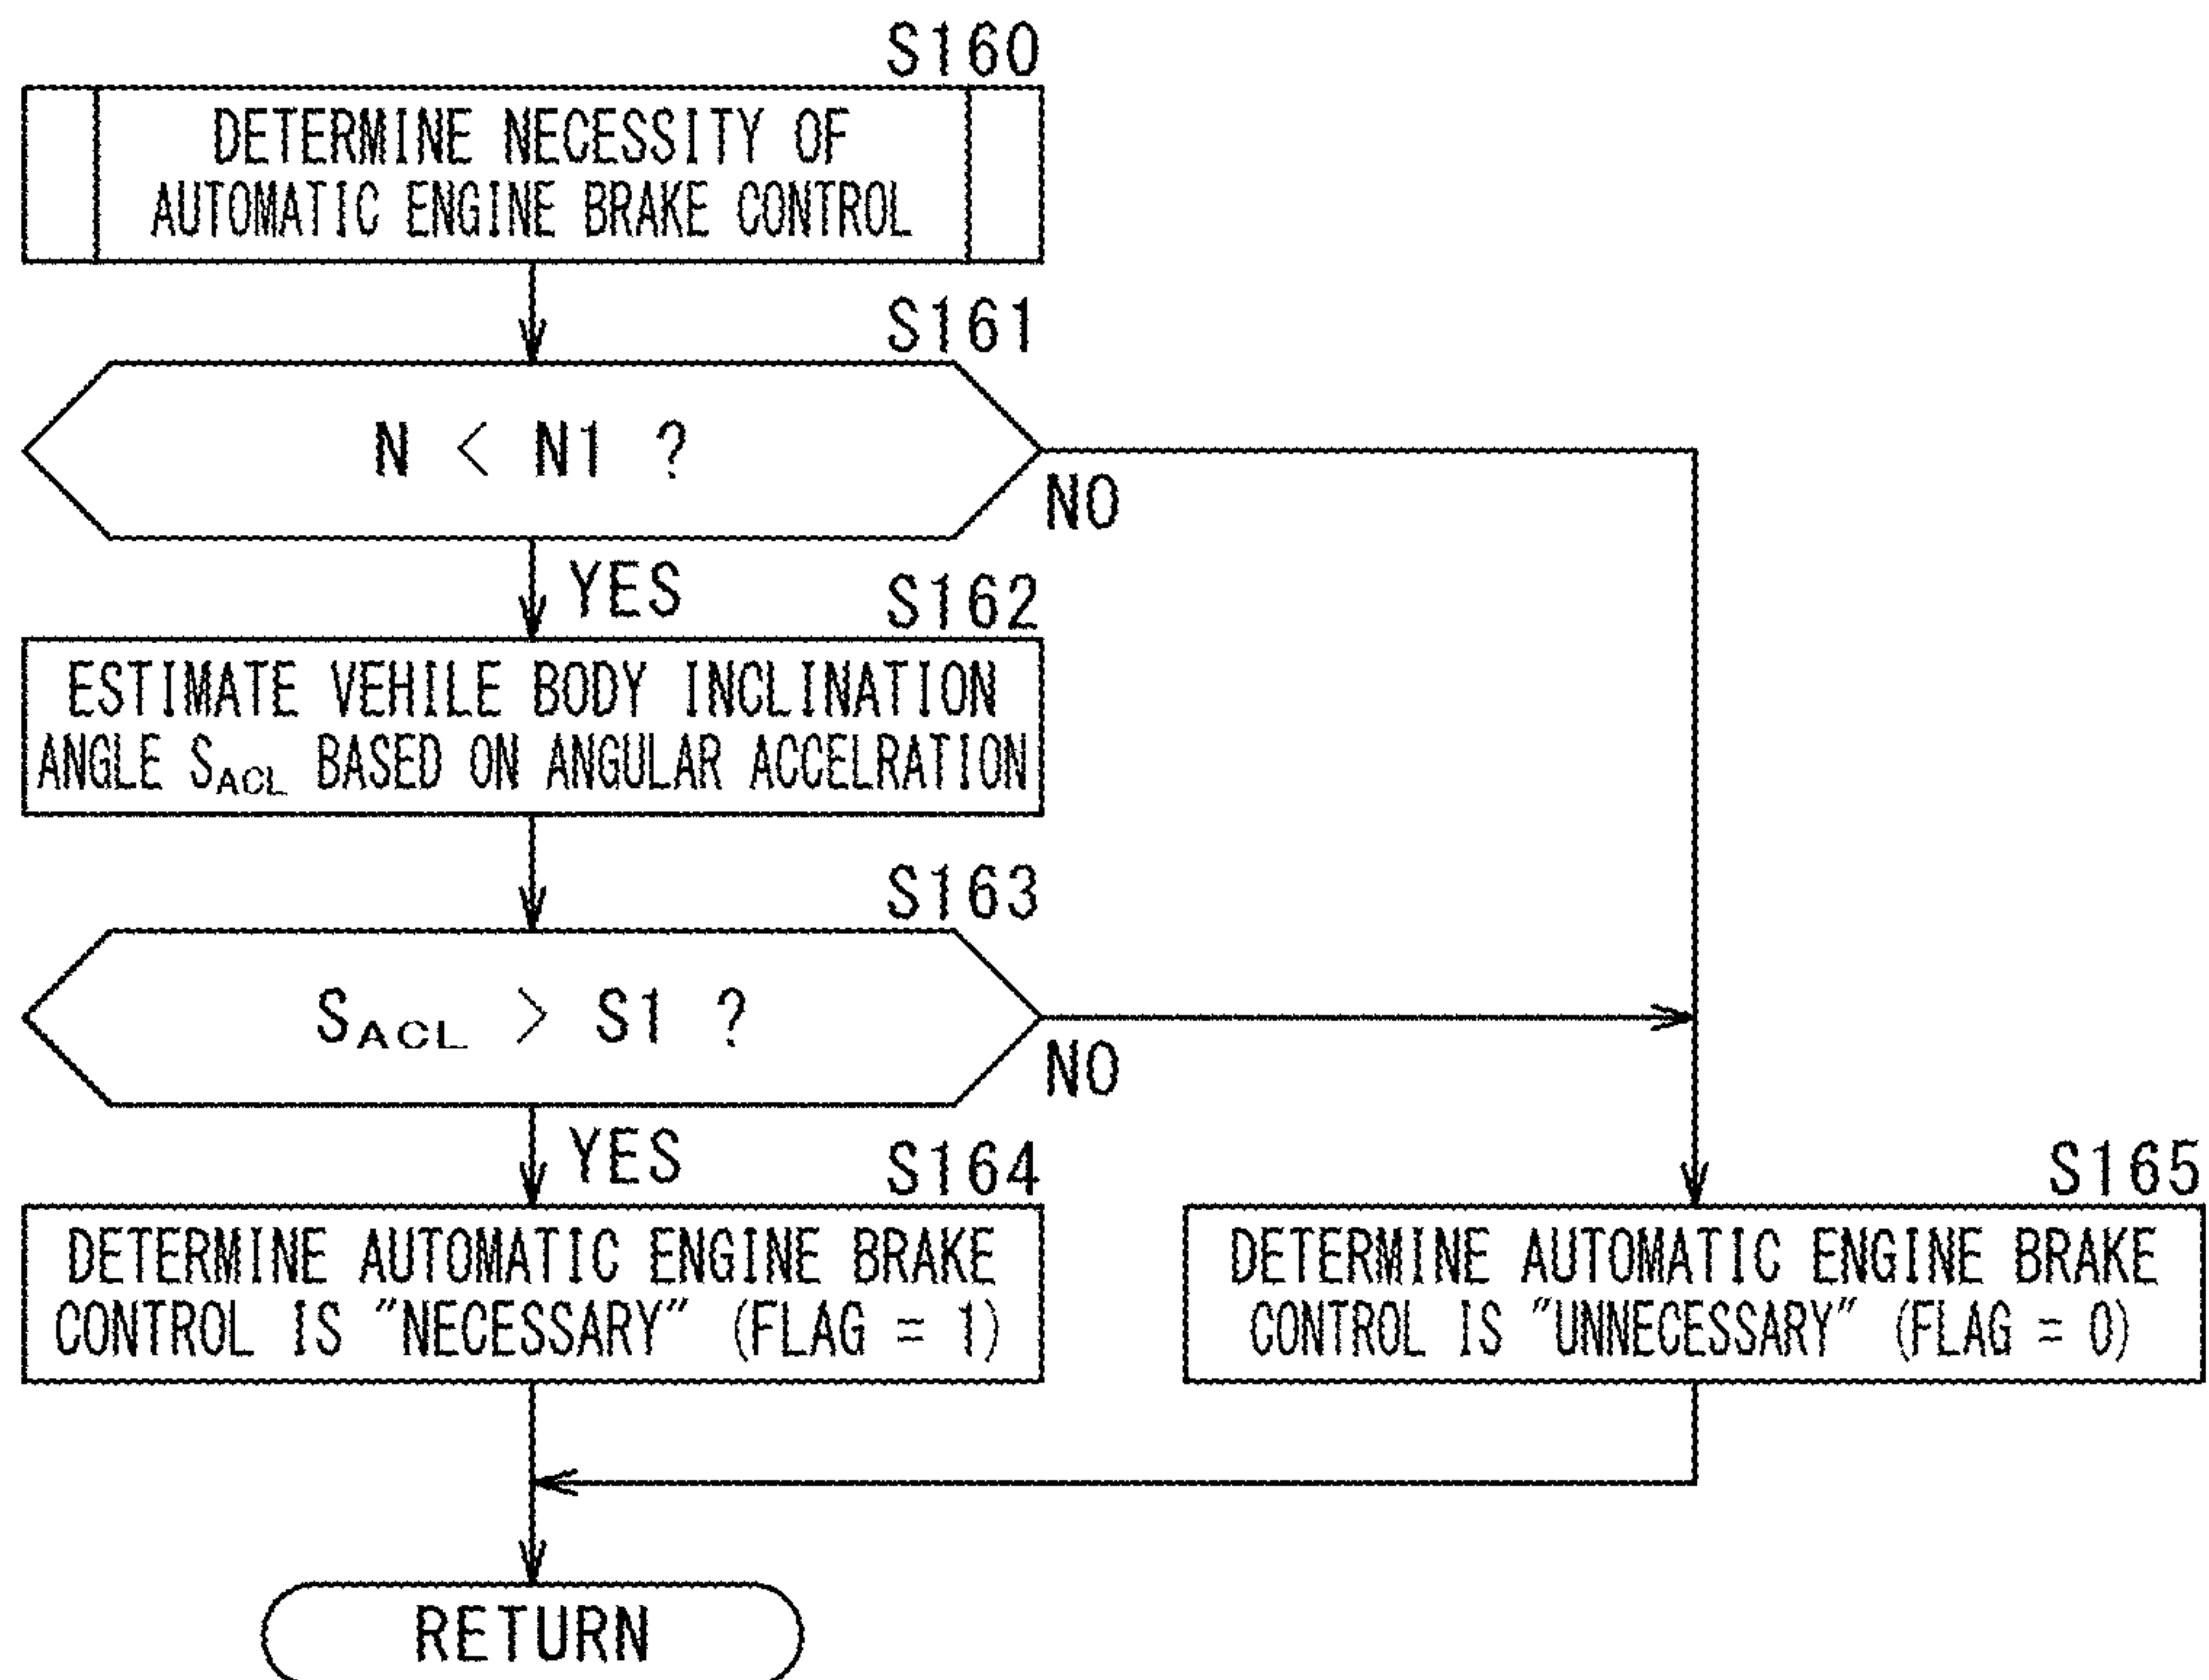 S160
DETERMINE NECESSITY OF
AUTOMATIC ENGINE BRAKE CONTROL
S161
N < N1 ?
NO
YES
S162
ESTIMATE VEHILE BODY INCLINATION
ANGLE SACL BASED ON ANGULAR ACCELRATION
S163
SACL > S1 ?
NO
YES
S164
DETERMINE AUTOMATIC ENGINE BRAKE
CONTROL IS "NECESSARY" (FLAG = 1)
S165
DETERMINE AUTOMATIC ENGINE BRAKE
CONTROL IS "UNNECESSARY" (FLAG = 0)
RETURN